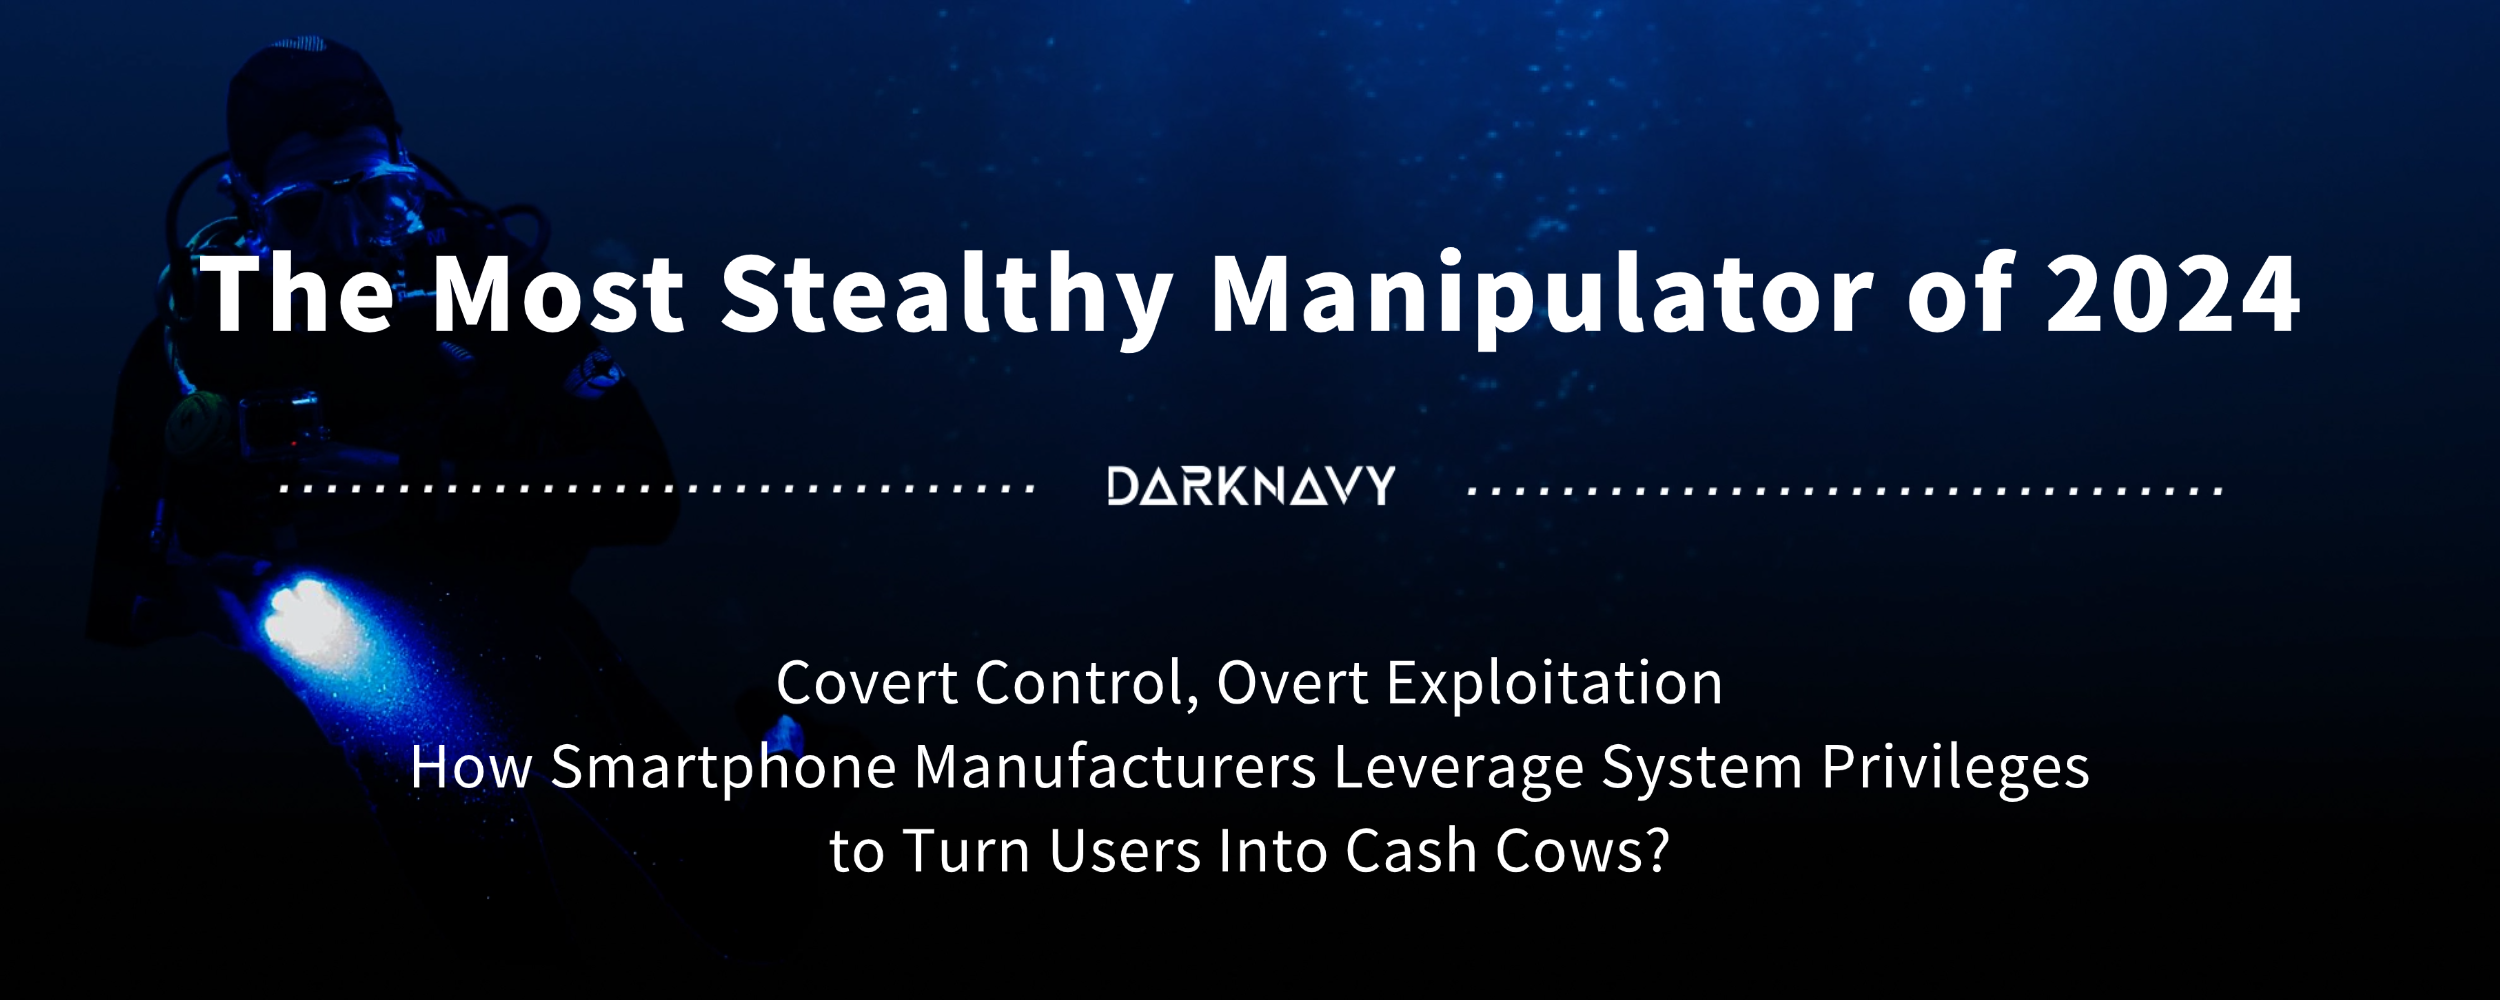 The Most Stealthy Manipulator of 2024
DARKNAVY
Covert Control, Overt Exploitation
How Smartphone Manufacturers Leverage System Privileges
to Turn Users Into Cash Cows?